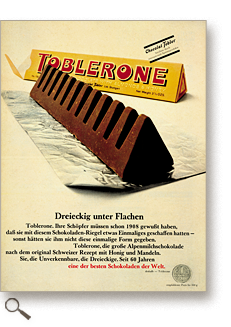 TOBLERONE
Chocolat Tobler
Dreieckig unter Flachen
Toblerone. Ihre Schöpfer müssen schon 1908 gewußt haben,
daß sie mit diesem Schokoladen-Riegel etwas Einmaliges geschaffen hatten –
sonst hätten sie ihm nicht diese einmalige Form gegeben.
Toblerone, die große Alpenmilchschokolade
nach dem original Schweizer Rezept mit Honig und Mandeln.
Sie, die Unverkennbare, die Dreieckige. Seit 60 Jahren
eine der besten Schokoladen der Welt.